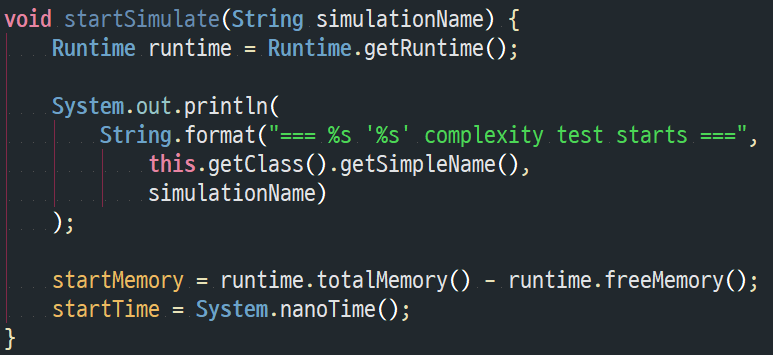 void startSimulate(String simulationName) {
    Runtime runtime = Runtime.getRuntime();

    System.out.println(
        String.format("=== %s '%s' complexity test starts ===",
            this.getClass().getSimpleName(),
            simulationName)
    );

    startMemory = runtime.totalMemory() - runtime.freeMemory();
    startTime = System.nanoTime();
}